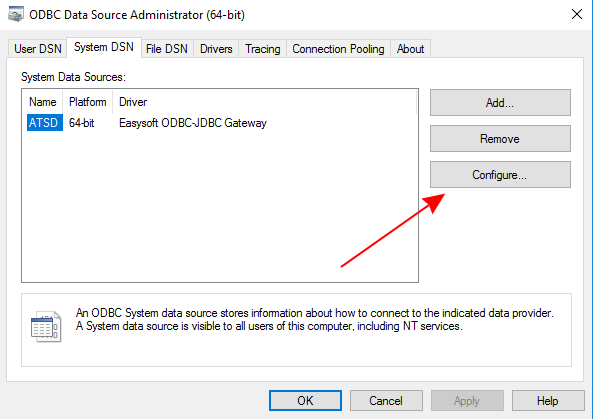 ODBC Data Source Administrator (64-bit)
User DSN System DSN File DSN Drivers Tracing Connection Pooling About
System Data Sources:
Name Platform Driver
ATSD 64-bit Easysoft ODBC-JDBC Gateway
Add...
Remove
Configure...
An ODBC System data source stores information about how to connect to the indicated data provider.
A System data source is visible to all users of this computer, including NT services.
OK Cancel Apply Help